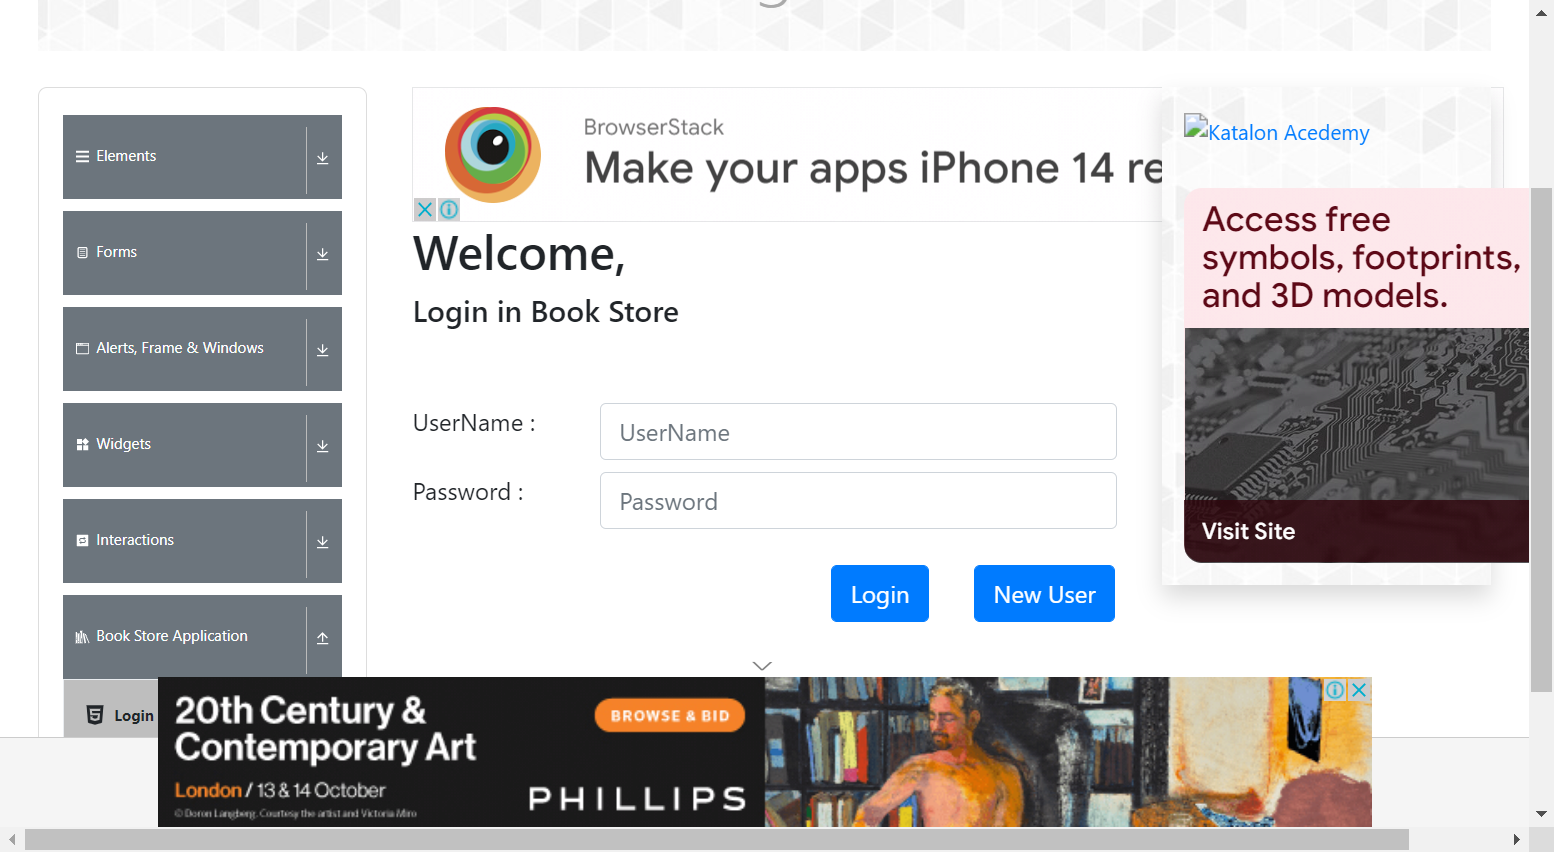 Elements
Forms
Alerts, Frame & Windows
Widgets
Interactions
Book Store Application
Login
BrowserStack
Make your apps iPhone 14 re
Welcome,
Login in Book Store
UserName :
UserName
Password :
Password
Login
New User
Katalon Acedemy
Access free
symbols, footprints,
and 3D models.
Visit Site
20th Century &
Contemporary Art
London / 13 & 14 October
© Doron Langberg. Courtesy the artist and Victoria Miro
BROWSE & BID
PHILLIPS